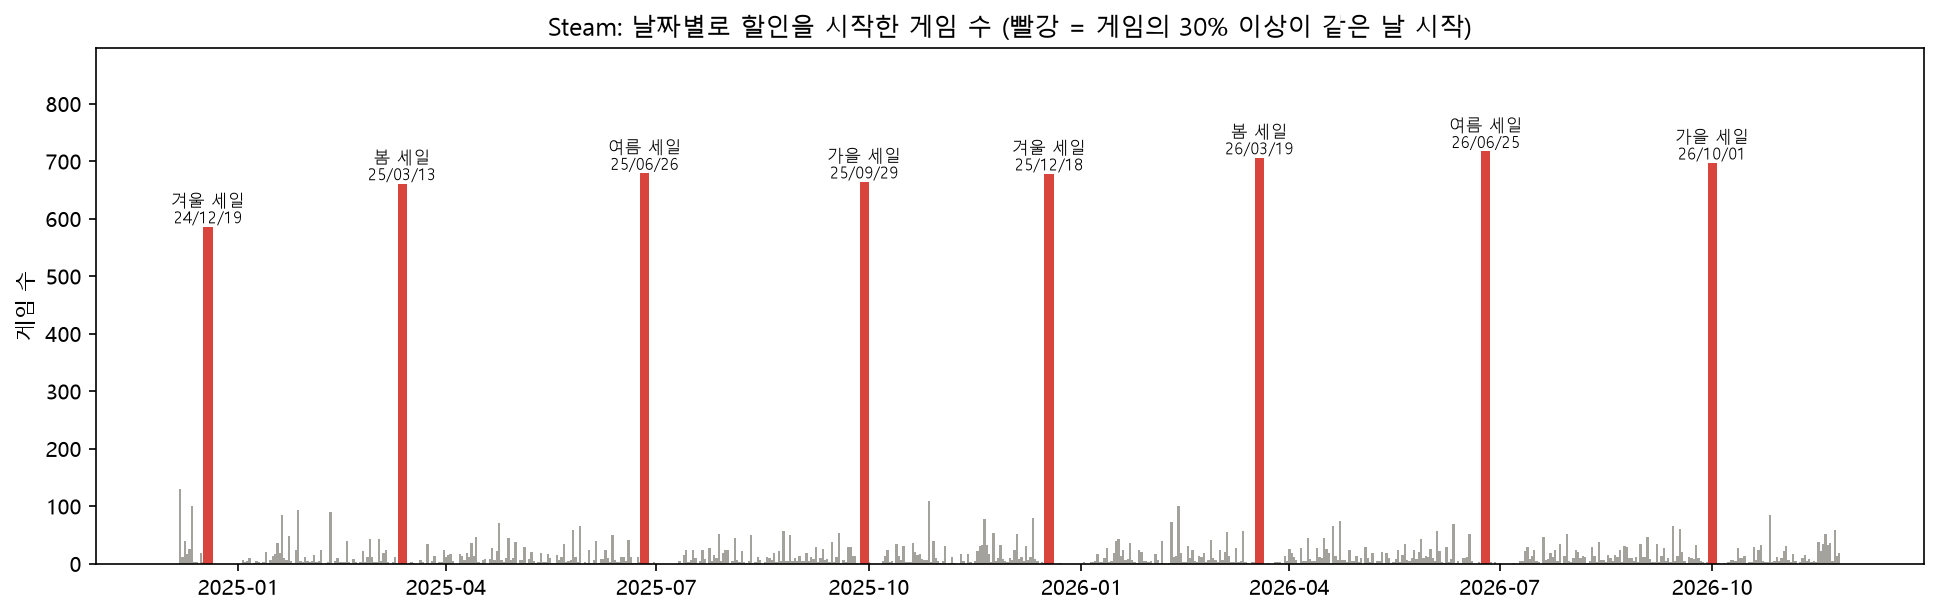 Steam: 날짜별로 할인을 시작한 게임 수 (빨강 = 게임의 30% 이상이 같은 날 시작)
게임 수
800
700
600
500
400
300
200
100
0
겨울 세일
24/12/19
봄 세일
25/03/13
여름 세일
25/06/26
가을 세일
25/09/29
겨울 세일
25/12/18
봄 세일
26/03/19
여름 세일
26/06/25
가을 세일
26/10/01
2025-01
2025-04
2025-07
2025-10
2026-01
2026-04
2026-07
2026-10